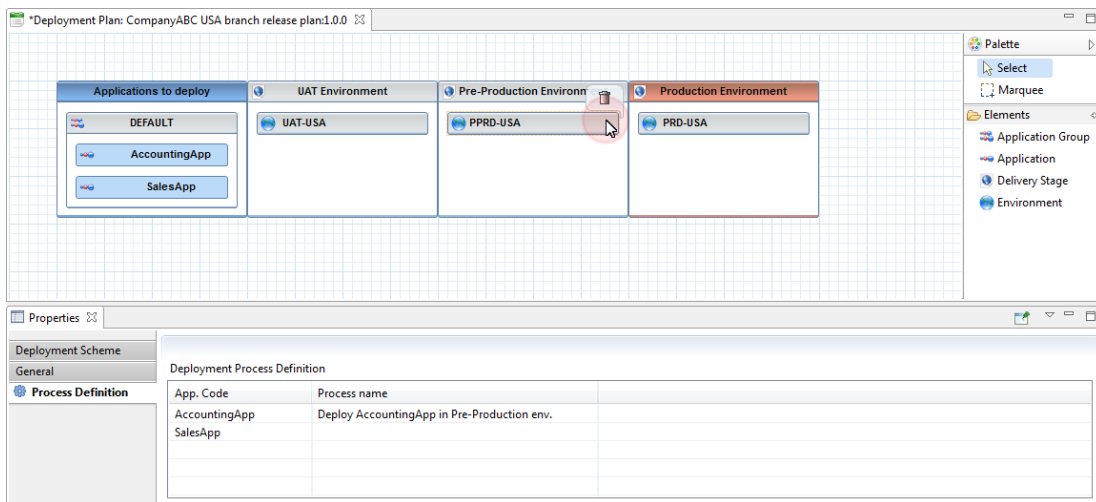 *Deployment Plan: CompanyABC USA branch release plan:1.0.0
Palette
Select
Marquee
Elements
Application Group
Application
Delivery Stage
Environment
Applications to deploy
UAT Environment
Pre-Production Environm
Production Environment
DEFAULT
UAT-USA
PPRD-USA
PRD-USA
AccountingApp
SalesApp
Properties
Deployment Scheme
General
Process Definition
Deployment Process Definition
App. Code Process name
AccountingApp Deploy AccountingApp in Pre-Production env.
SalesApp